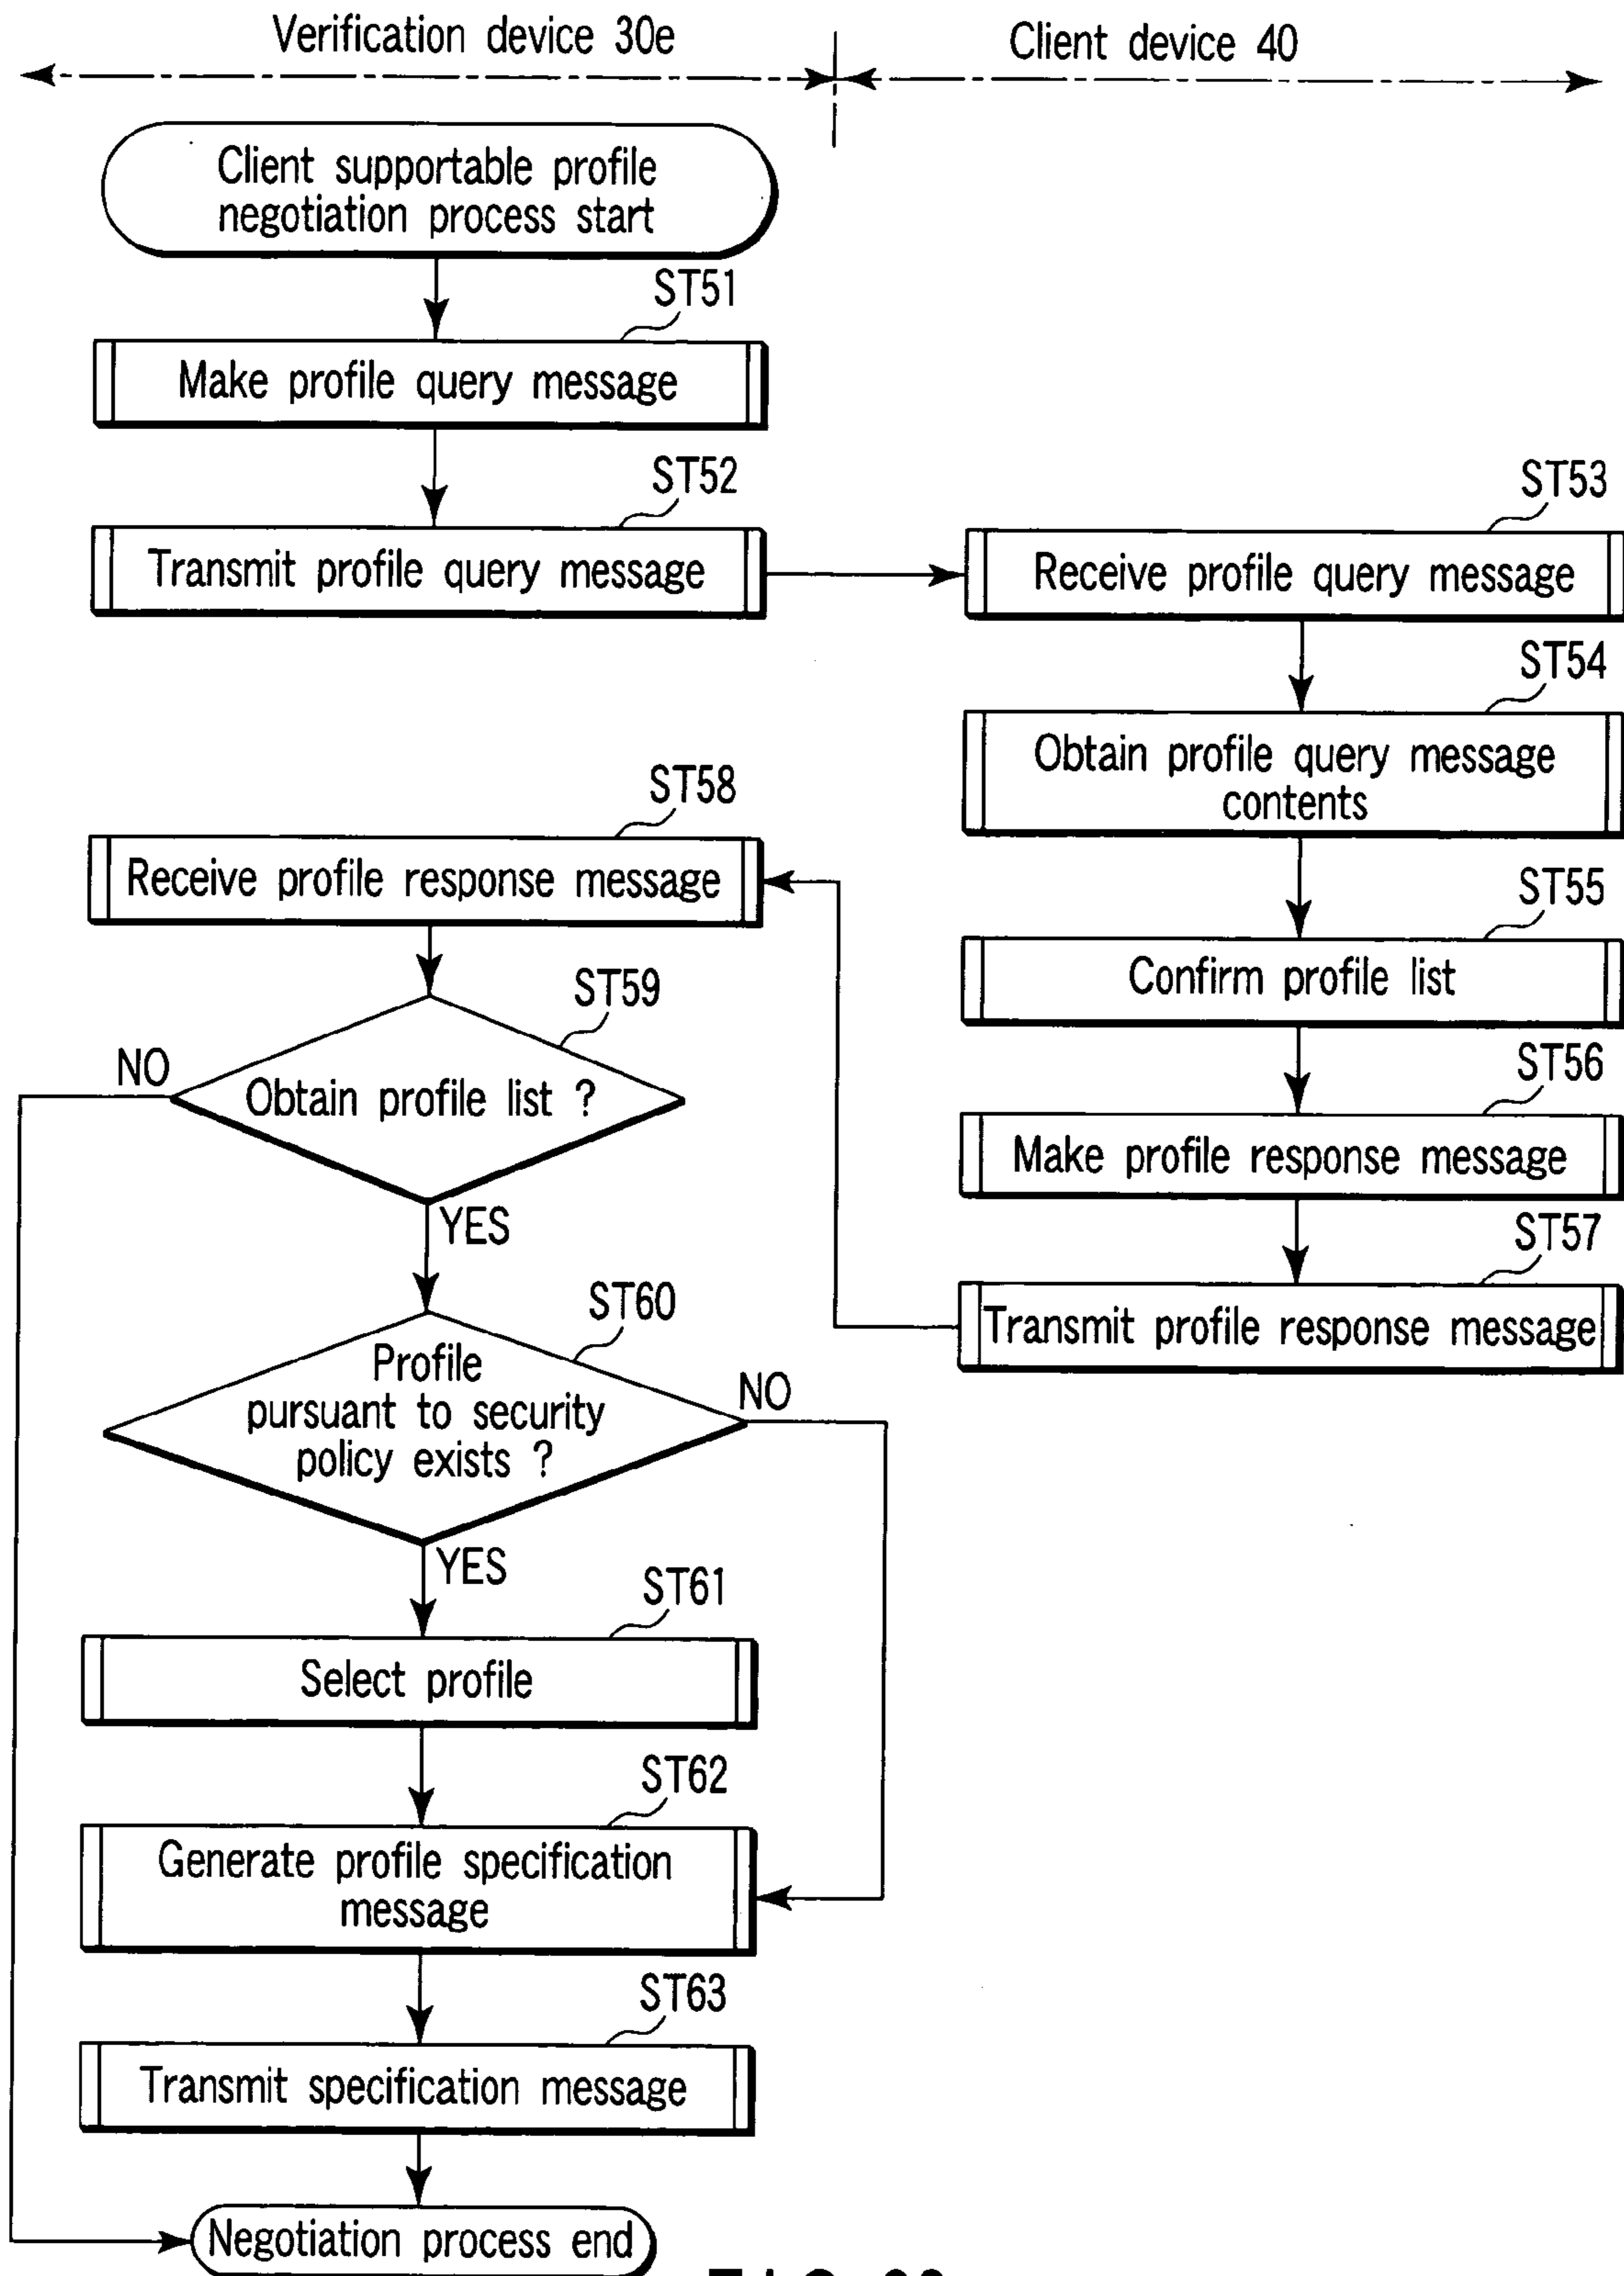 Verification device 30e
Client device 40
Client supportable profile
negotiation process start
ST51
Make profile query message
ST52
Transmit profile query message
ST53
Receive profile query message
ST54
Obtain profile query message
contents
ST55
Confirm profile list
ST56
Make profile response message
ST57
Transmit profile response message
ST58
Receive profile response message
ST59
Obtain profile list ?
NO
YES
ST60
Profile
pursuant to security
policy exists ?
NO
YES
ST61
Select profile
ST62
Generate profile specification
message
ST63
Transmit specification message
Negotiation process end